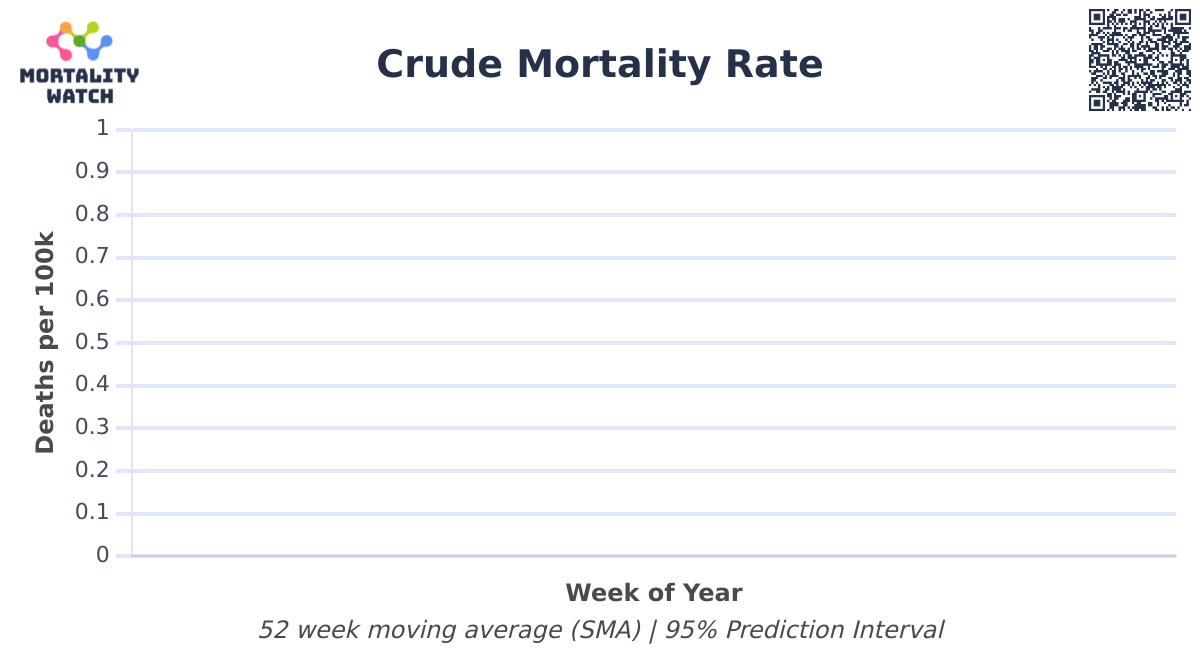 MORTALITY
WATCH
Crude Mortality Rate
Deaths per 100k
1
0.9
0.8
0.7
0.6
0.5
0.4
0.3
0.2
0.1
0
Week of Year
52 week moving average (SMA) | 95% Prediction Interval